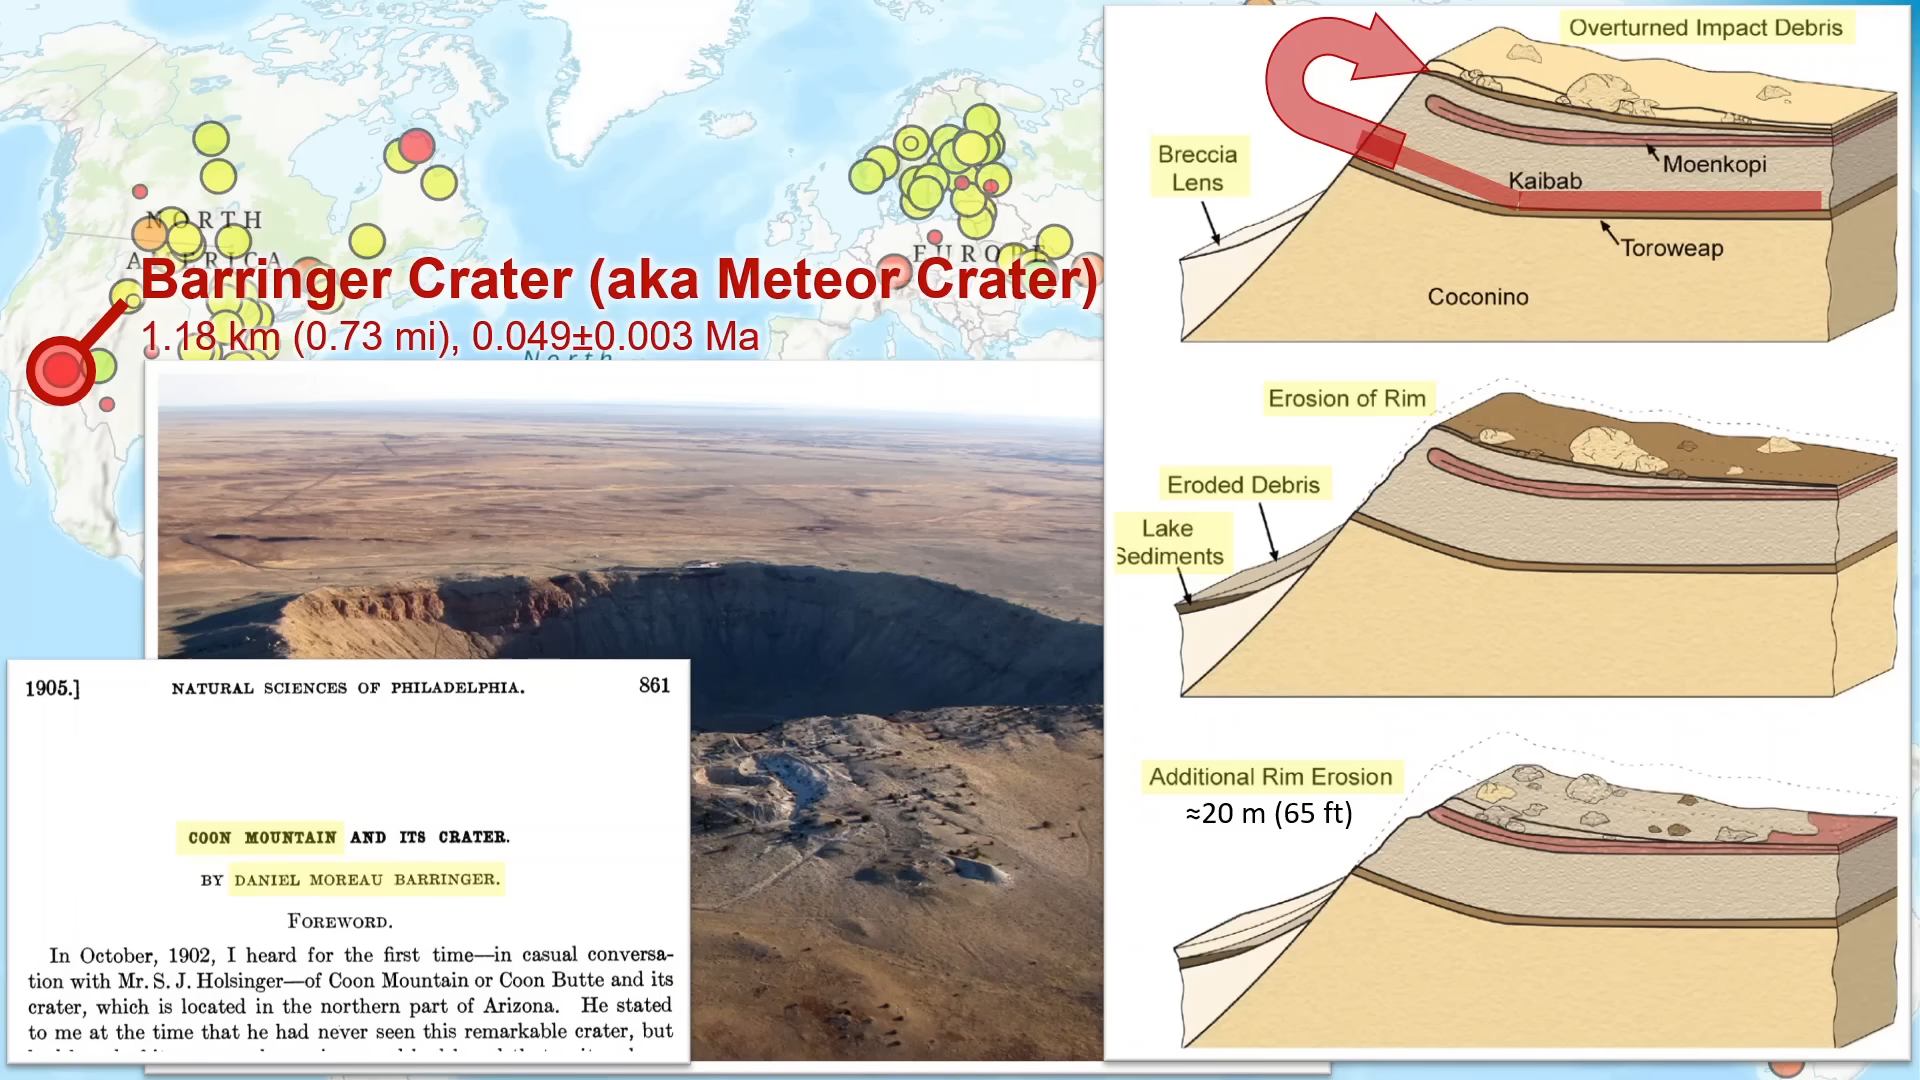 NORTH
AMERICA
EUROPE
Barringer Crater (aka Meteor Crater)
1.18 km (0.73 mi), 0.049±0.003 Ma
North
1905.] NATURAL SCIENCES OF PHILADELPHIA. 861
COON MOUNTAIN AND ITS CRATER.
BY DANIEL MOREAU BARRINGER.
FOREWORD.
In October, 1902, I heard for the first time—in casual conversa-
tion with Mr. S. J. Holsinger—of Coon Mountain or Coon Butte and its
crater, which is located in the northern part of Arizona. He stated
to me at the time that he had never seen this remarkable crater, but
Overturned Impact Debris
Breccia
Lens
Moenkopi
Kaibab
Toroweap
Coconino
Erosion of Rim
Eroded Debris
Lake
Sediments
Additional Rim Erosion
≈20 m (65 ft)